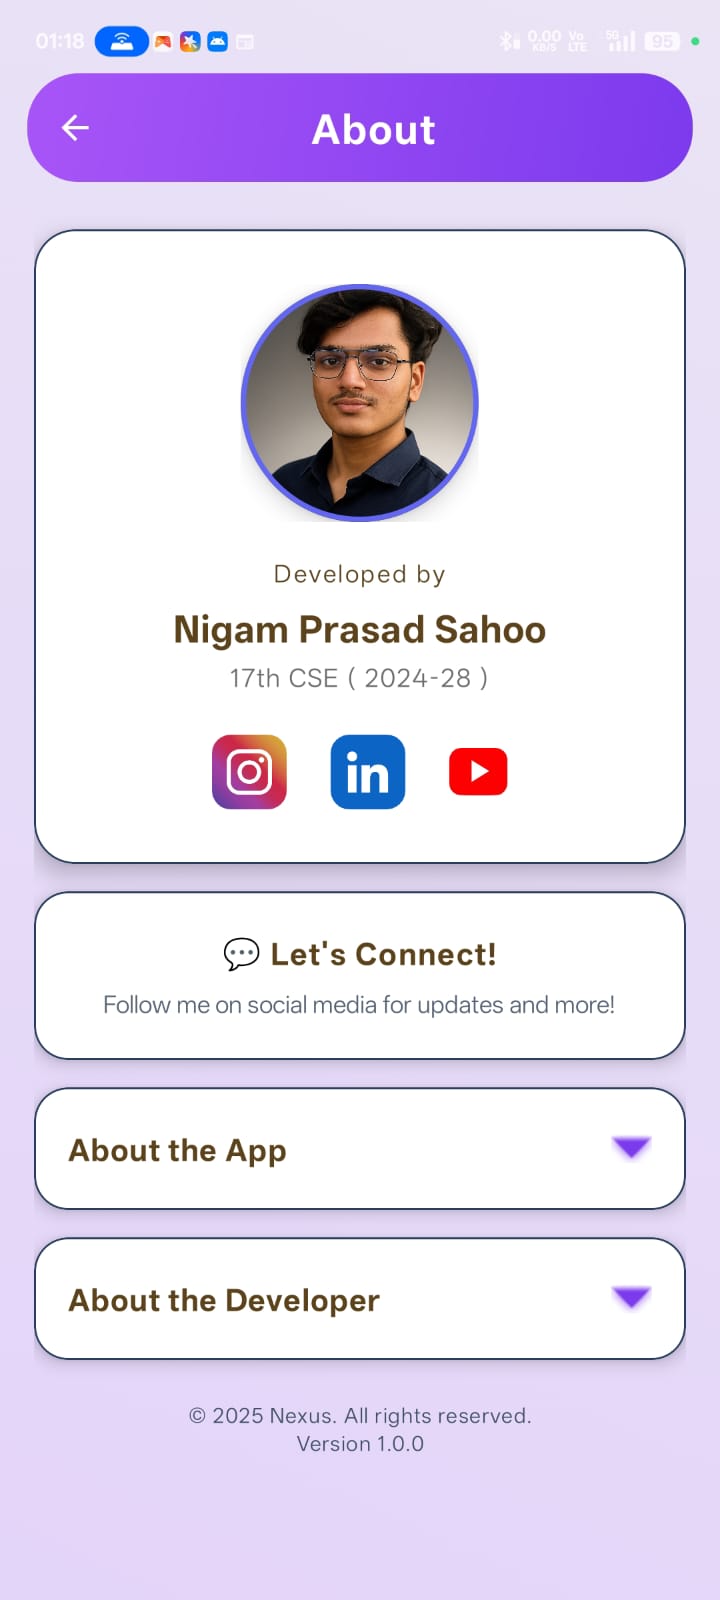 01:18 0.00 KB/S Vo LTE 5G 95
About
Developed by
Nigam Prasad Sahoo
17th CSE ( 2024-28 )
in
💬 Let's Connect!
Follow me on social media for updates and more!
About the App
About the Developer
© 2025 Nexus. All rights reserved.
Version 1.0.0